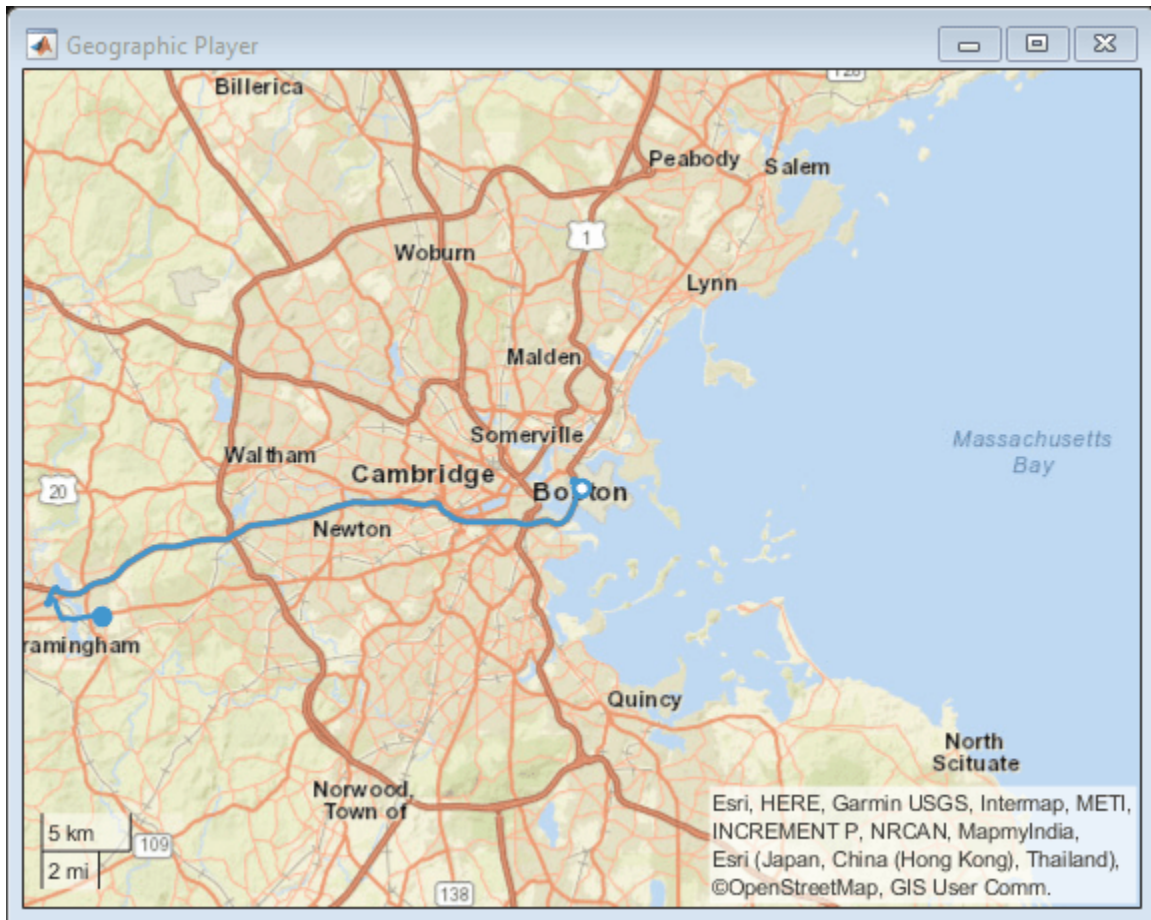 Geographic Player
128
Billerica
Peabody
Salem
1
Woburn
Lynn
Malden
Somerville
Massachusetts
Bay
Waltham
Cambridge
20
Boston
Newton
ramingham
Quincy
North
Scituate
Norwood,
Town of
5 km
109
2 mi
138
Esri, HERE, Garmin USGS, Intermap, METI,
INCREMENT P, NRCAN, MapmyIndia,
Esri (Japan, China (Hong Kong), Thailand),
©OpenStreetMap, GIS User Comm.